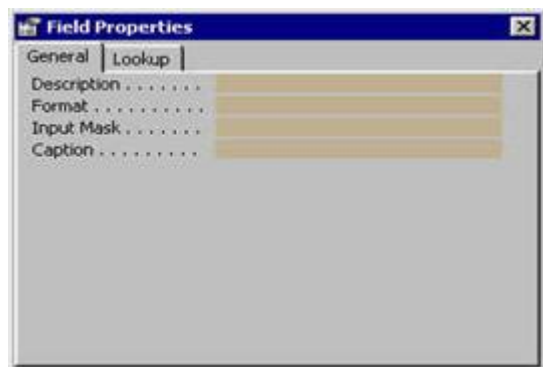 Field Properties
General Lookup
Description . . . . . . .
Format . . . . . . . . . .
Input Mask . . . . . . .
Caption . . . . . . . . .